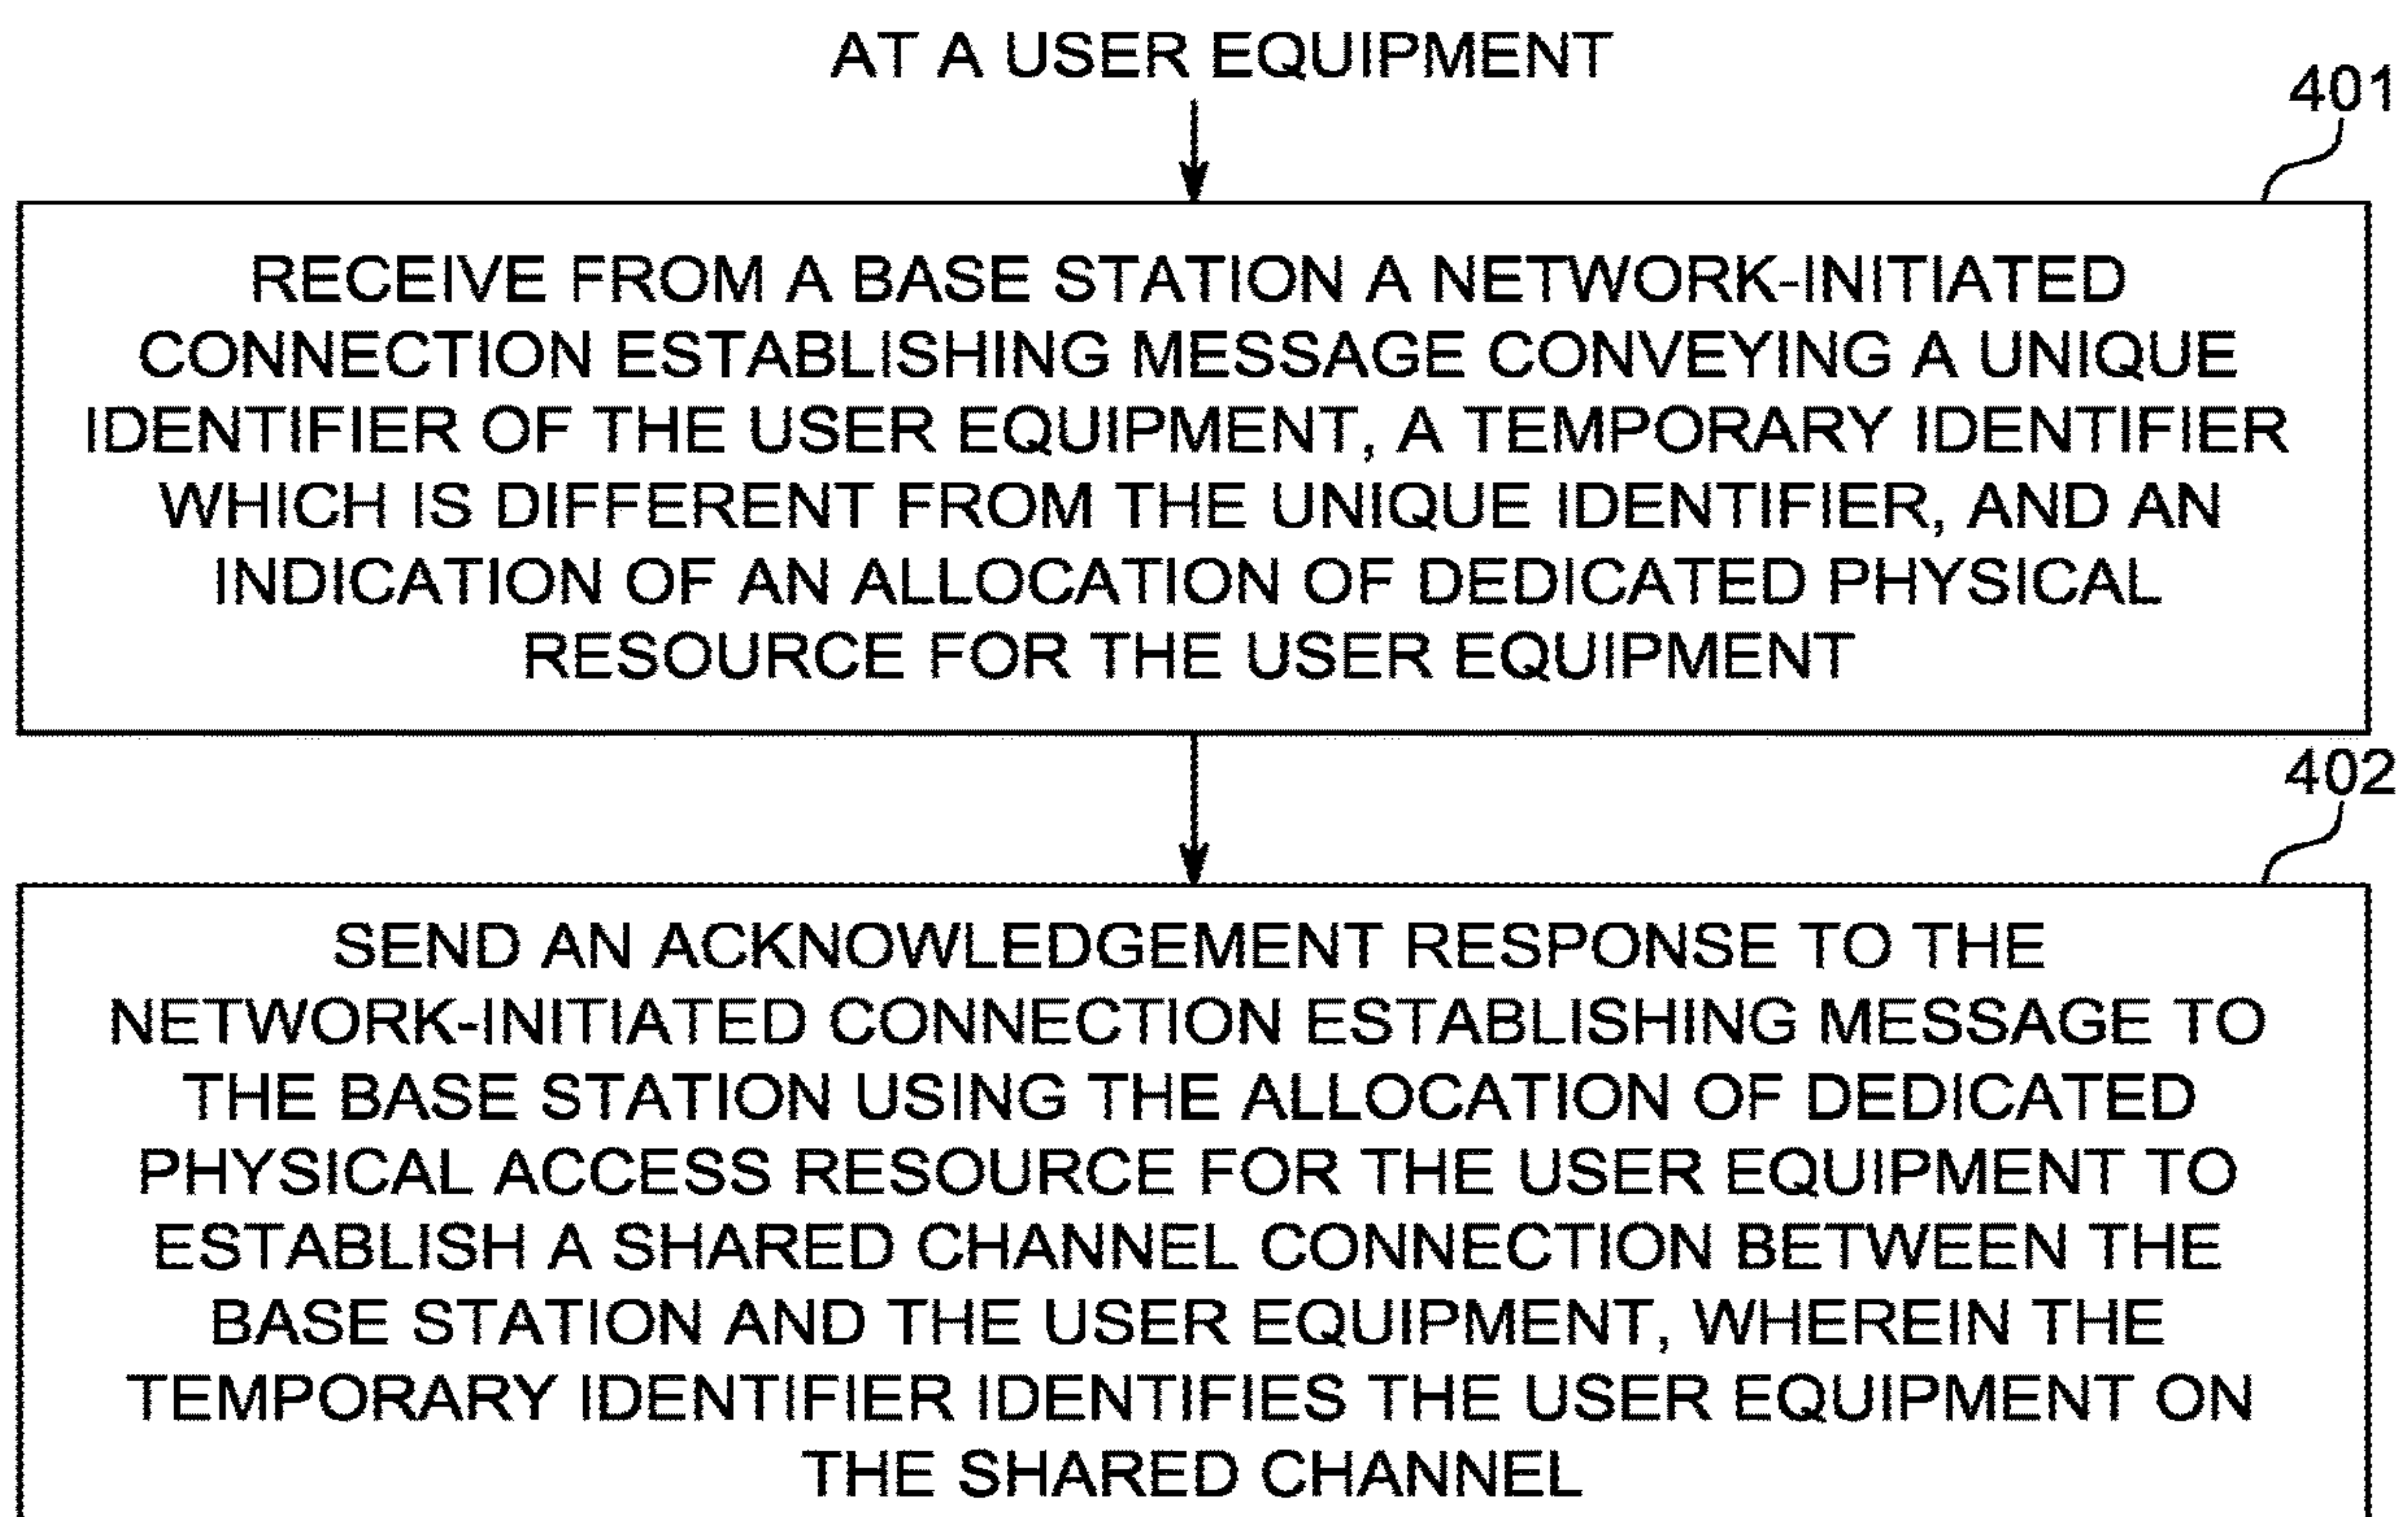 AT A USER EQUIPMENT
401
RECEIVE FROM A BASE STATION A NETWORK-INITIATED
CONNECTION ESTABLISHING MESSAGE CONVEYING A UNIQUE
IDENTIFIER OF THE USER EQUIPMENT, A TEMPORARY IDENTIFIER
WHICH IS DIFFERENT FROM THE UNIQUE IDENTIFIER, AND AN
INDICATION OF AN ALLOCATION OF DEDICATED PHYSICAL
RESOURCE FOR THE USER EQUIPMENT
402
SEND AN ACKNOWLEDGEMENT RESPONSE TO THE
NETWORK-INITIATED CONNECTION ESTABLISHING MESSAGE TO
THE BASE STATION USING THE ALLOCATION OF DEDICATED
PHYSICAL ACCESS RESOURCE FOR THE USER EQUIPMENT TO
ESTABLISH A SHARED CHANNEL CONNECTION BETWEEN THE
BASE STATION AND THE USER EQUIPMENT, WHEREIN THE
TEMPORARY IDENTIFIER IDENTIFIES THE USER EQUIPMENT ON
THE SHARED CHANNEL